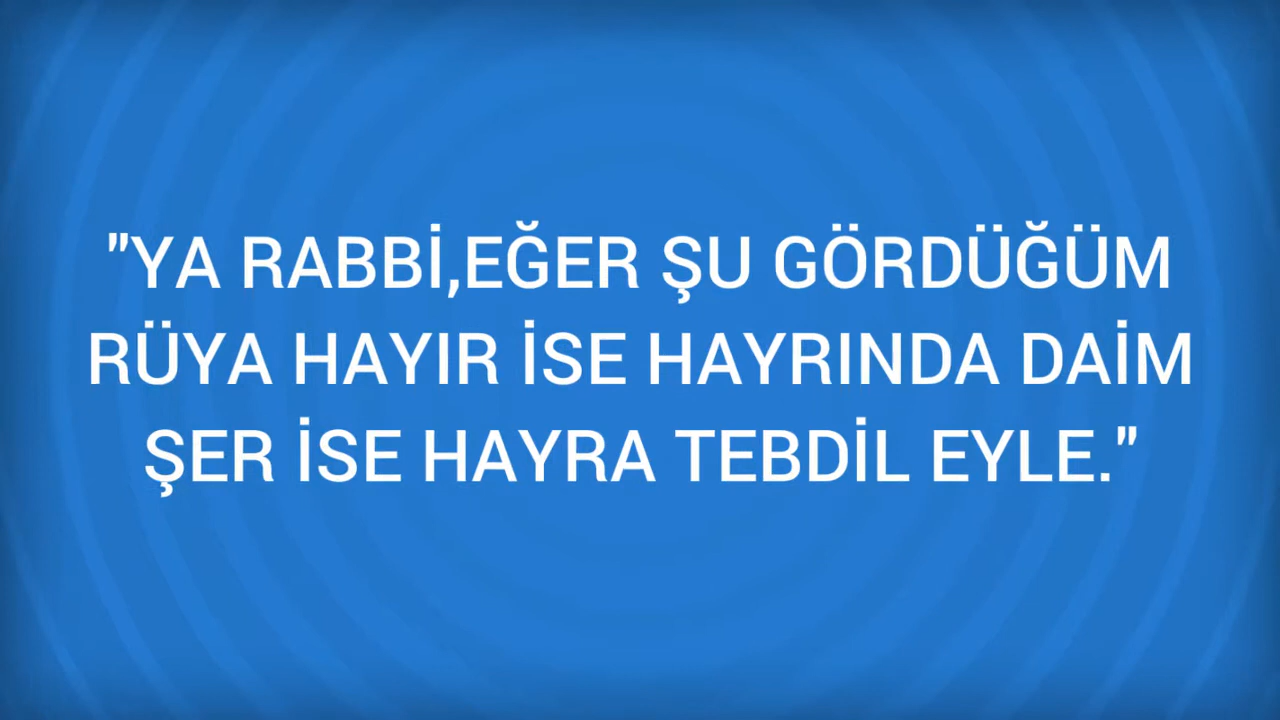 "YA RABBİ,EĞER ŞU GÖRDÜĞÜM
RÜYA HAYIR İSE HAYRINDA DAİM
ŞER İSE HAYRA TEBDİL EYLE."